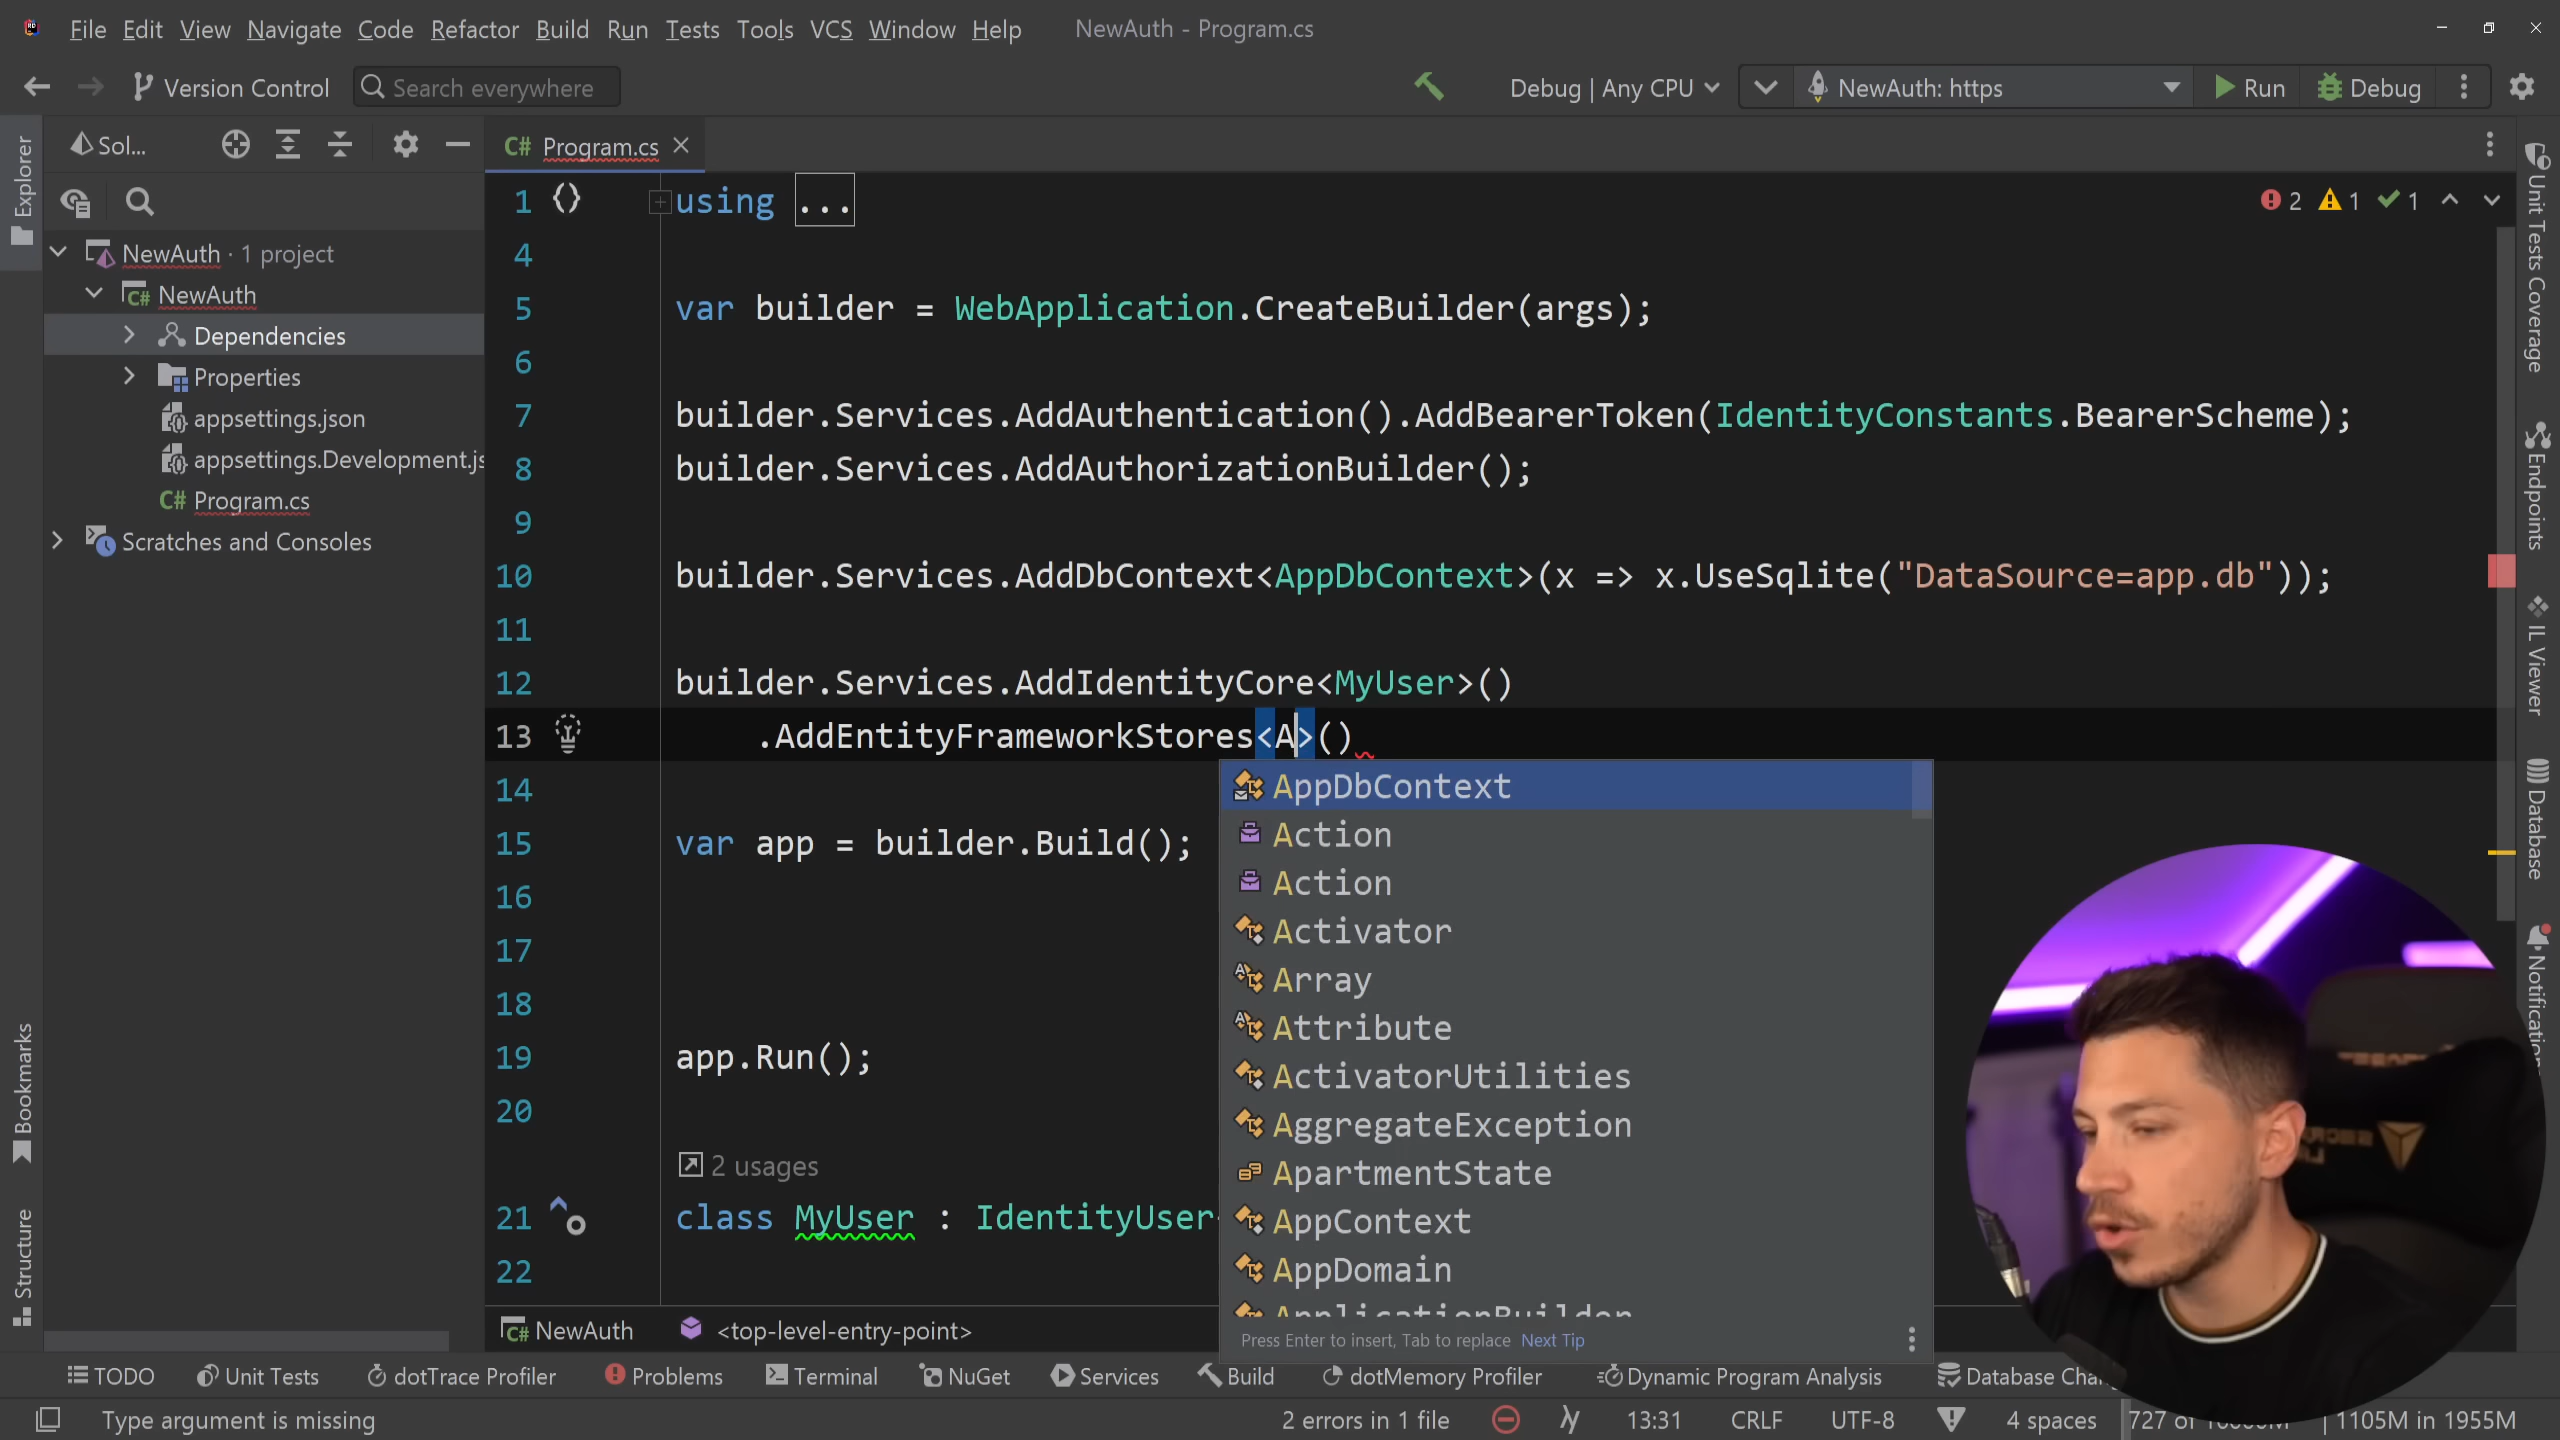 File Edit View Navigate Code Refactor Build Run Tests Tools VCS Window Help NewAuth - Program.cs
Version Control Search everywhere Debug | Any CPU NewAuth: https Run Debug
Sol... C# Program.cs
Explorer
1 using ... 2 1 1
4
NewAuth · 1 project
C# NewAuth
5 var builder = WebApplication.CreateBuilder(args);
Dependencies
6
Properties
7 builder.Services.AddAuthentication().AddBearerToken(IdentityConstants.BearerScheme);
appsettings.json
8 builder.Services.AddAuthorizationBuilder();
appsettings.Development.js
C# Program.cs
9
Scratches and Consoles
10 builder.Services.AddDbContext<AppDbContext>(x => x.UseSqlite("DataSource=app.db"));
11
12 builder.Services.AddIdentityCore<MyUser>()
13 .AddEntityFrameworkStores<A>()
14
AppDbContext
Action
15 var app = builder.Build();
Action
16
Activator
17
Array
18
Attribute
19 app.Run();
ActivatorUtilities
20
AggregateException
2 usages
ApartmentState
21 class MyUser : IdentityUser
AppContext
22
AppDomain
ApplicationBuilder
Press Enter to insert, Tab to replace Next Tip
C# NewAuth <top-level-entry-point>
Bookmarks
Structure
Unit Tests Coverage
Endpoints
IL Viewer
Database
TODO Unit Tests dotTrace Profiler Problems Terminal NuGet Services Build dotMemory Profiler Dynamic Program Analysis Database Chan
Type argument is missing 2 errors in 1 file 13:31 CRLF UTF-8 4 spaces 727 of 1105M in 1955M